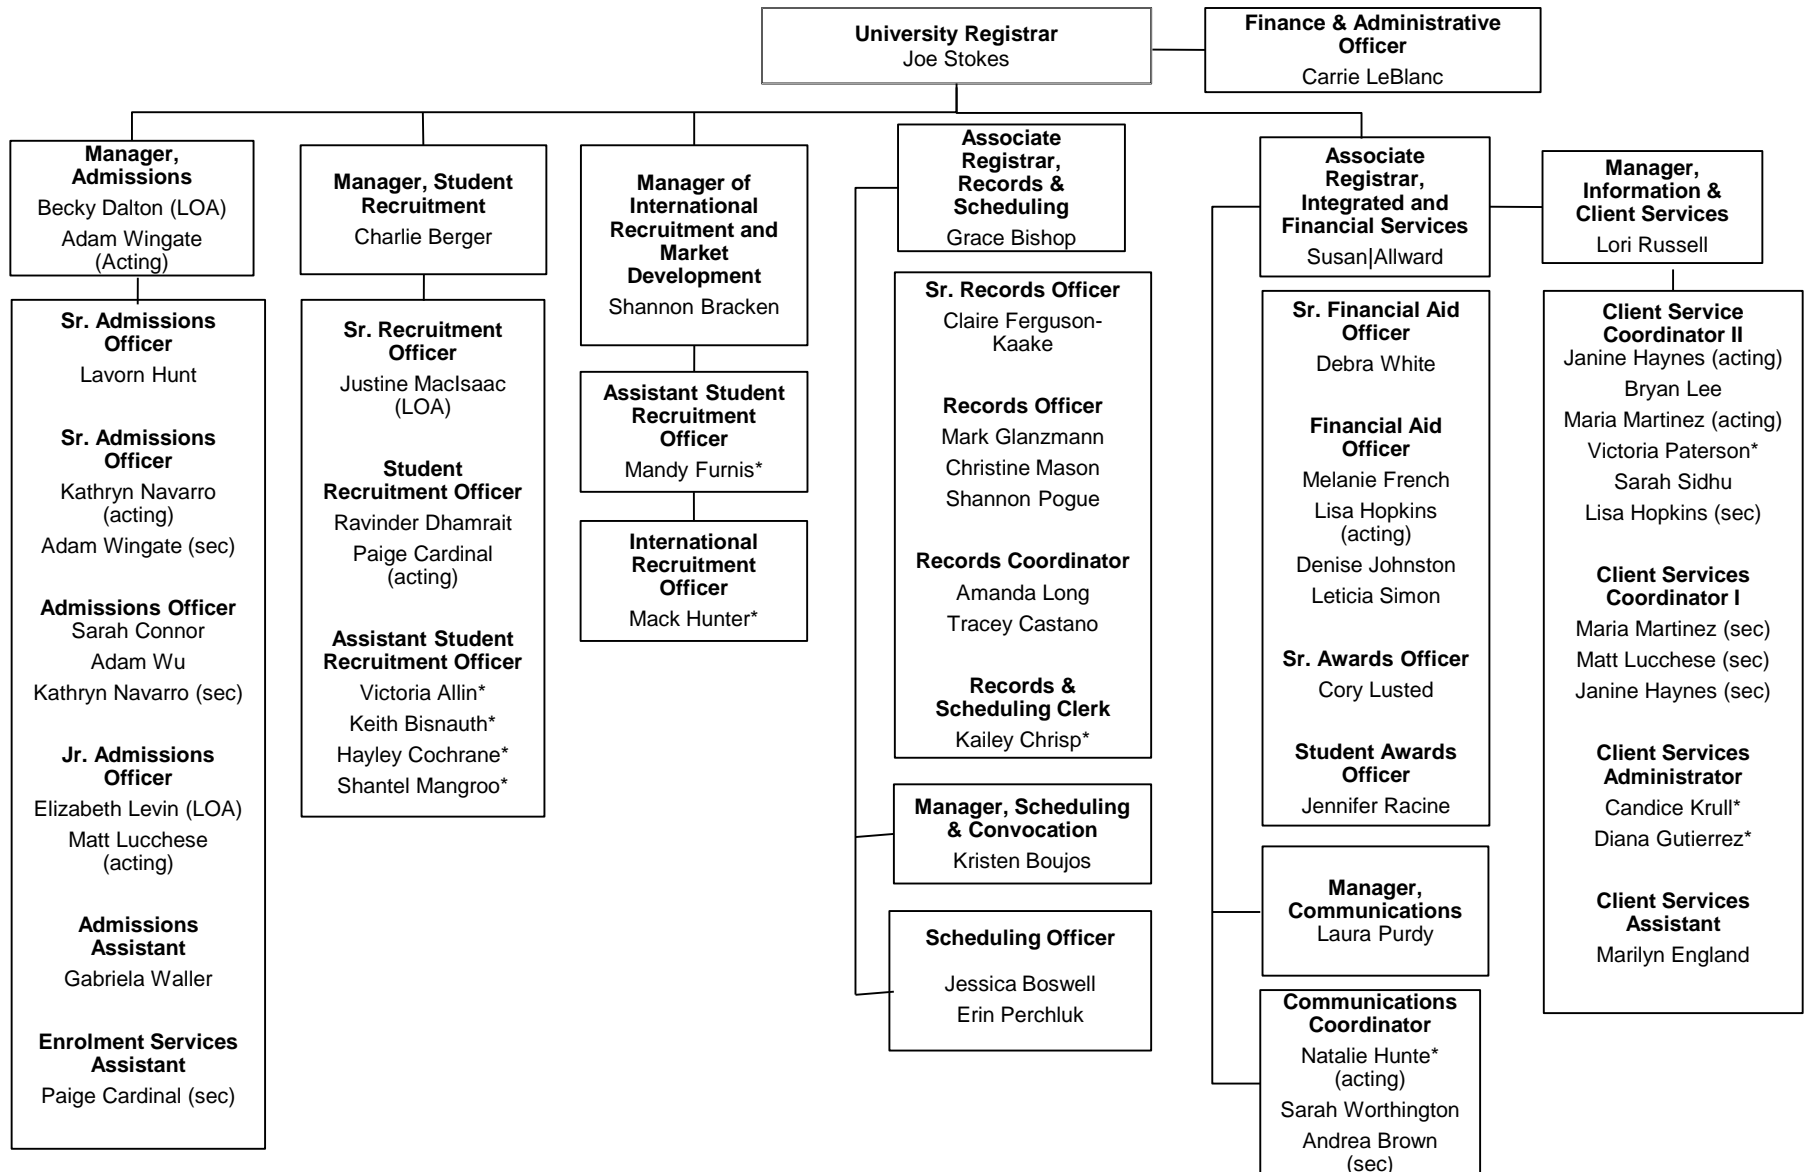 University Registrar
Joe Stokes
Finance & Administrative
Officer
Carrie LeBlanc
Manager,
Admissions
Becky Dalton (LOA)
Adam Wingate
(Acting)
Sr. Admissions
Officer
Lavorn Hunt
Sr. Admissions
Officer
Kathryn Navarro
(acting)
Adam Wingate (sec)
Admissions Officer
Sarah Connor
Adam Wu
Kathryn Navarro (sec)
Jr. Admissions
Officer
Elizabeth Levin (LOA)
Matt Lucchese
(acting)
Admissions
Assistant
Gabriela Waller
Enrolment Services
Assistant
Paige Cardinal (sec)
Manager, Student
Recruitment
Charlie Berger
Sr. Recruitment
Officer
Justine MacIsaac
(LOA)
Student
Recruitment Officer
Ravinder Dhamrait
Paige Cardinal
(acting)
Assistant Student
Recruitment Officer
Victoria Allin*
Keith Bisnauth*
Hayley Cochrane*
Shantel Mangroo*
Manager of
International
Recruitment and
Market
Development
Shannon Bracken
Assistant Student
Recruitment
Officer
Mandy Furnis*
International
Recruitment
Officer
Mack Hunter*
Associate
Registrar,
Records &
Scheduling
Grace Bishop
Sr. Records Officer
Claire Ferguson-
Kaake
Records Officer
Mark Glanzmann
Christine Mason
Shannon Pogue
Records Coordinator
Amanda Long
Tracey Castano
Records &
Scheduling Clerk
Kailey Chrisp*
Manager, Scheduling
& Convocation
Kristen Boujos
Scheduling Officer
Jessica Boswell
Erin Perchluk
Associate
Registrar,
Integrated and
Financial Services
Susan|Allward
Sr. Financial Aid
Officer
Debra White
Financial Aid
Officer
Melanie French
Lisa Hopkins
(acting)
Denise Johnston
Leticia Simon
Sr. Awards Officer
Cory Lusted
Student Awards
Officer
Jennifer Racine
Manager,
Communications
Laura Purdy
Communications
Coordinator
Natalie Hunte*
(acting)
Sarah Worthington
Andrea Brown
(sec)
Manager,
Information &
Client Services
Lori Russell
Client Service
Coordinator II
Janine Haynes (acting)
Bryan Lee
Maria Martinez (acting)
Victoria Paterson*
Sarah Sidhu
Lisa Hopkins (sec)
Client Services
Coordinator I
Maria Martinez (sec)
Matt Lucchese (sec)
Janine Haynes (sec)
Client Services
Administrator
Candice Krull*
Diana Gutierrez*
Client Services
Assistant
Marilyn England